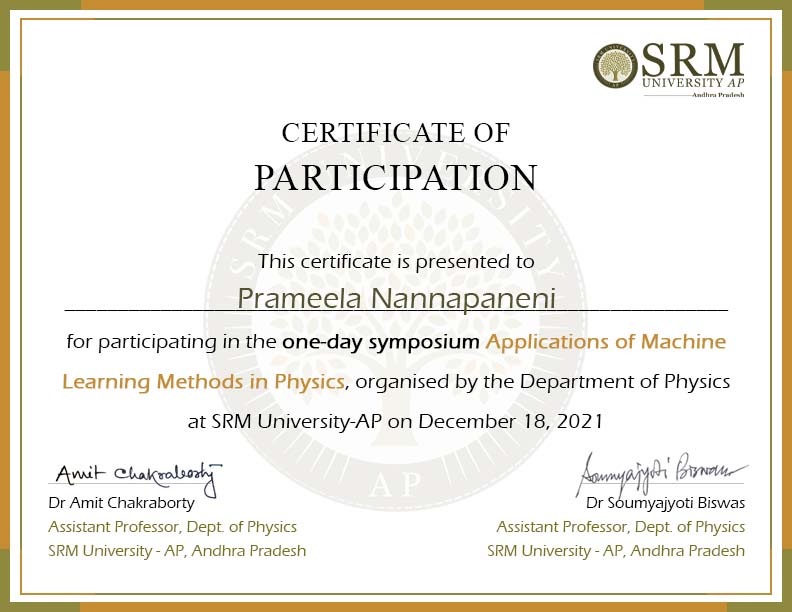 SRM
UNIVERSITY AP
Andhra Pradesh
CERTIFICATE OF
PARTICIPATION
This certificate is presented to
Prameela Nannapaneni
for participating in the one-day symposium Applications of Machine
Learning Methods in Physics, organised by the Department of Physics
at SRM University-AP on December 18, 2021
SRM UNIVERSITY
AP
Amit Chakraborty
Soumyajyoti Biswas
Dr Amit Chakraborty
Dr Soumyajyoti Biswas
Assistant Professor, Dept. of Physics
Assistant Professor, Dept. of Physics
SRM University - AP, Andhra Pradesh
SRM University - AP, Andhra Pradesh